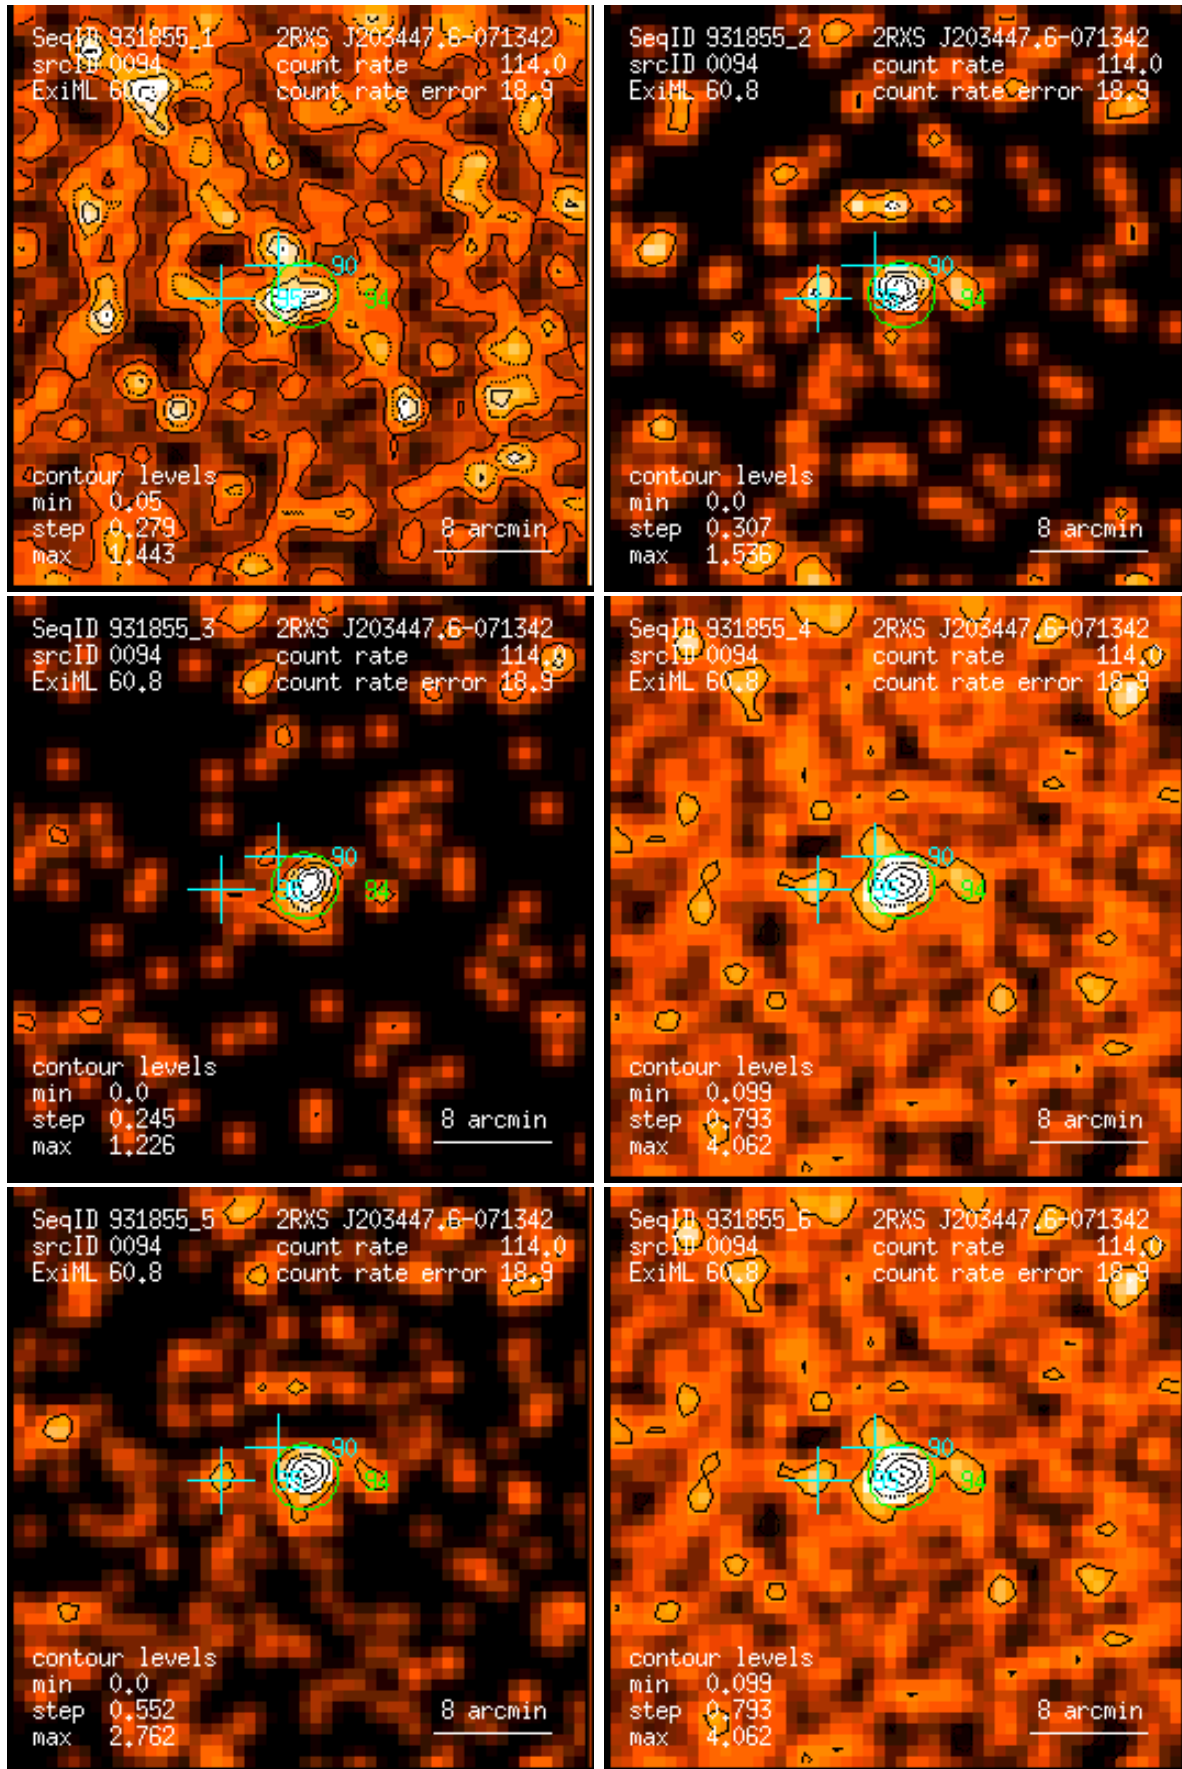 SeqID 931855_1 2RXS J203447.6-071342
srcID 0094 count rate 114.0
ExiML 60.8 count rate error 18.9
90
95 94
contour levels
min 0.05
step 0.279 8 arcmin
max 1.443
SeqID 931855_2 2RXS J203447.6-071342
srcID 0094 count rate 114.0
ExiML 60.8 count rate error 18.9
90
95 94
contour levels
min 0.0
step 0.307 8 arcmin
max 1.536
SeqID 931855_3 2RXS J203447.6-071342
srcID 0094 count rate 114.0
ExiML 60.8 count rate error 18.9
90
95 94
contour levels
min 0.0
step 0.245 8 arcmin
max 1.226
SeqID 931855_4 2RXS J203447.6-071342
srcID 0094 count rate 114.0
ExiML 60.8 count rate error 18.9
90
95 94
contour levels
min 0.099
step 0.793 8 arcmin
max 4.062
SeqID 931855_5 2RXS J203447.6-071342
srcID 0094 count rate 114.0
ExiML 60.8 count rate error 18.9
90
95 94
contour levels
min 0.0
step 0.552 8 arcmin
max 2.762
SeqID 931855_6 2RXS J203447.6-071342
srcID 0094 count rate 114.0
ExiML 60.8 count rate error 18.9
90
95 94
contour levels
min 0.099
step 0.793 8 arcmin
max 4.062